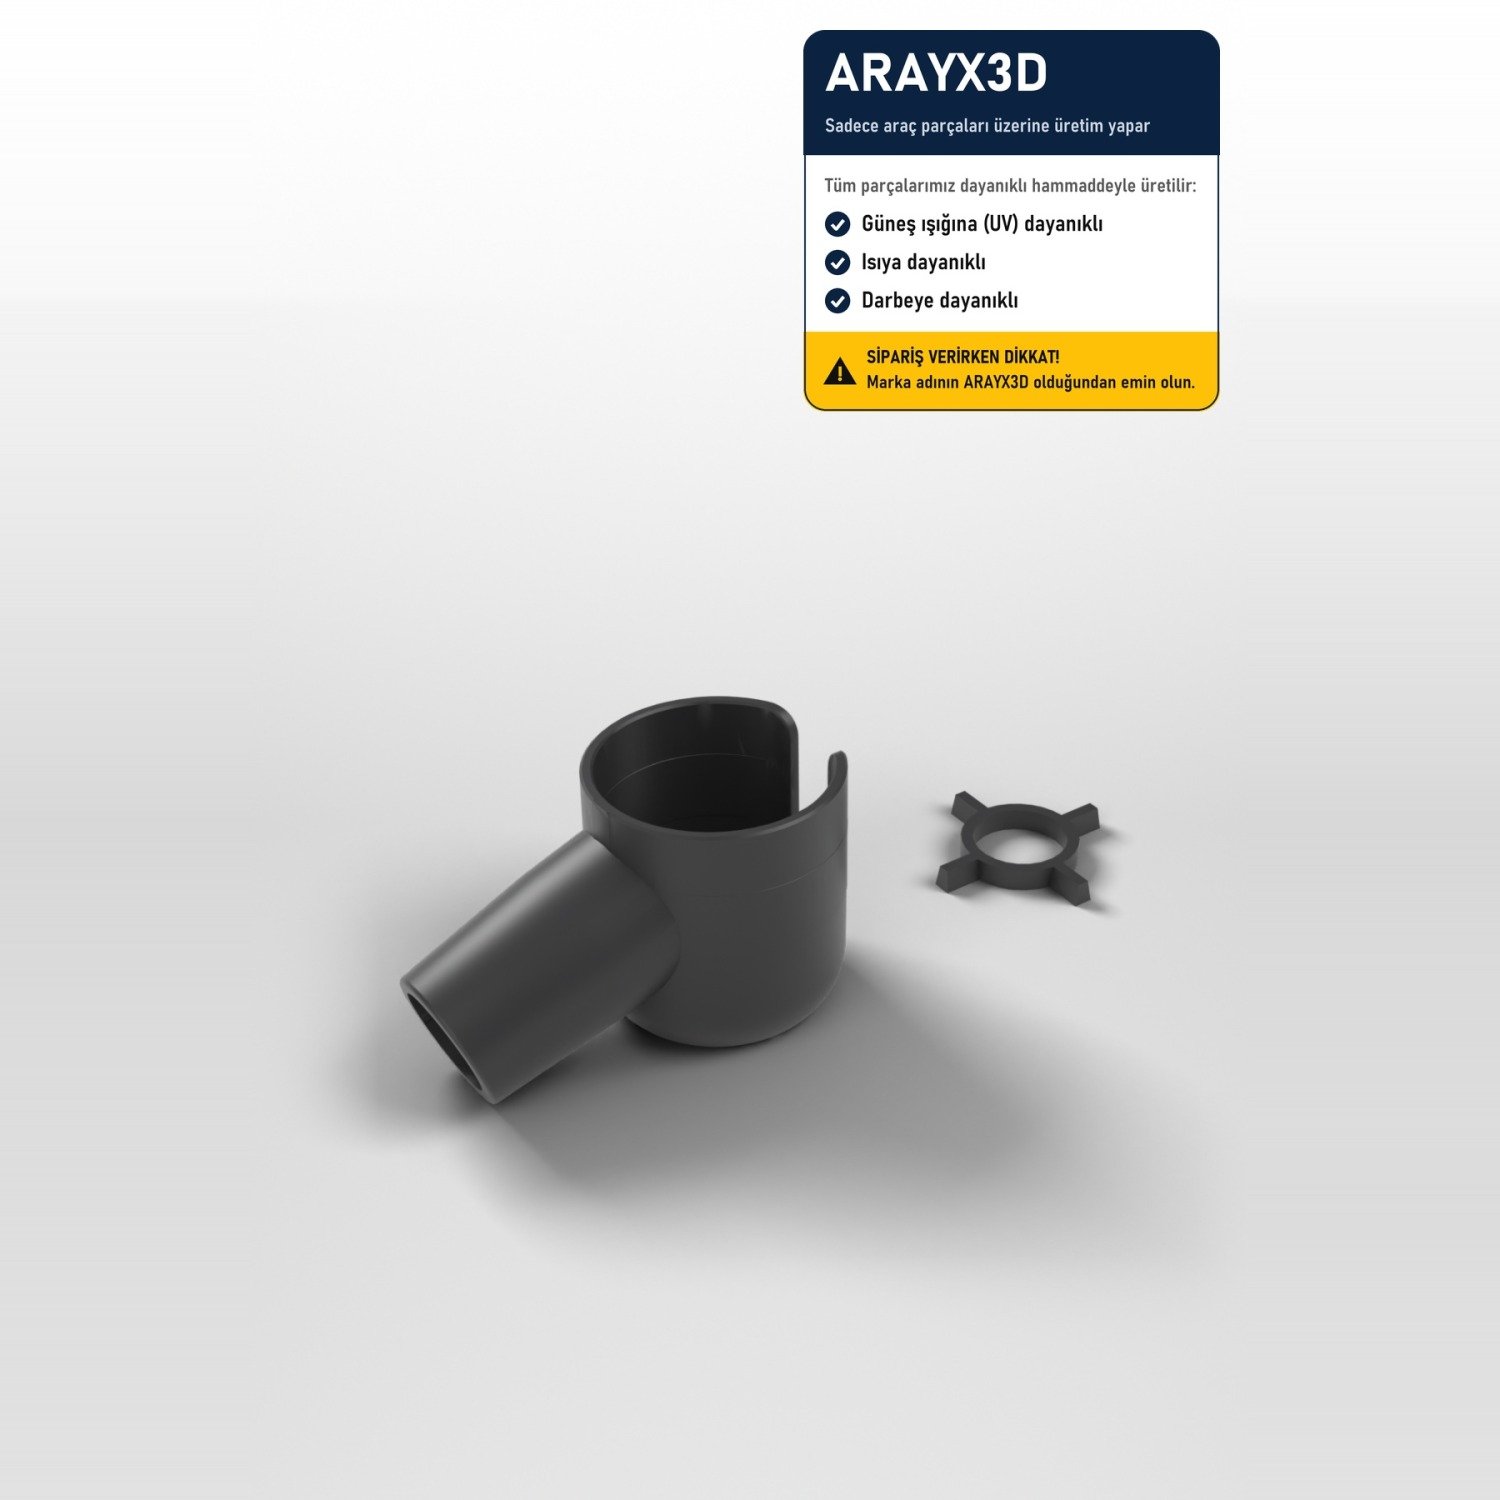 ARAYX3D
Sadece araç parçaları üzerine üretim yapar
Tüm parçalarımız dayanıklı hammaddeyle üretilir:
Güneş ışığına (UV) dayanıklı
Isıya dayanıklı
Darbeye dayanıklı
SİPARİŞ VERİRKEN DİKKAT!
Marka adının ARAYX3D olduğundan emin olun.